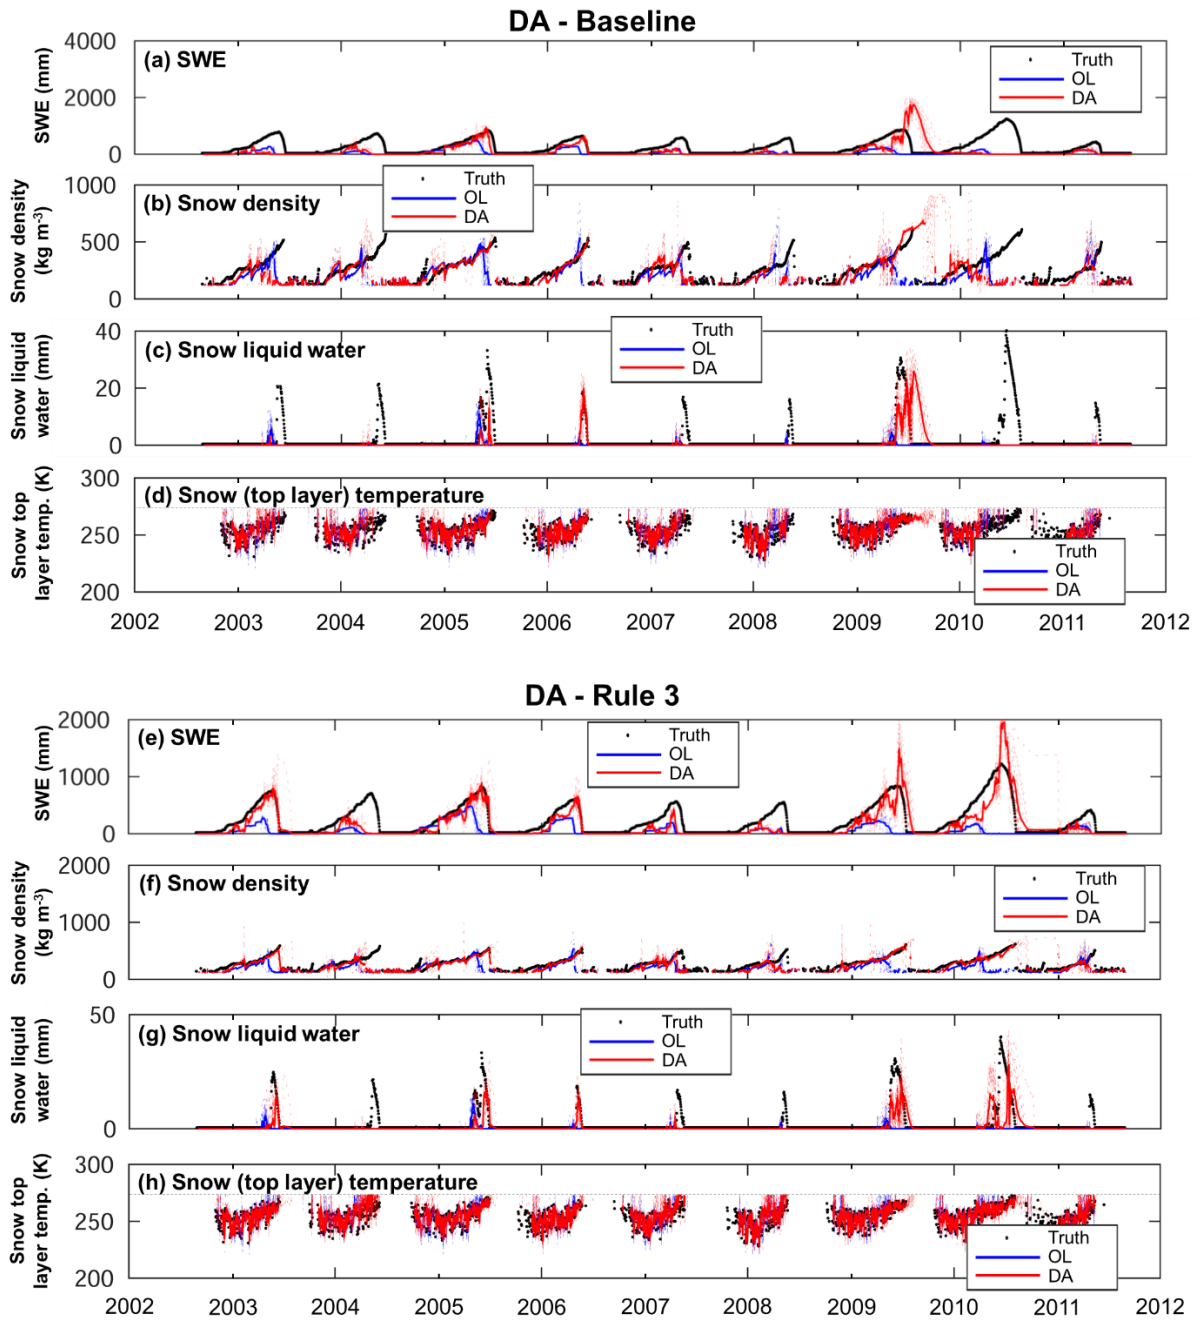 DA - Baseline
4000
2000
0
SWE (mm)
(a) SWE
Truth
OL
DA
1000
500
0
Snow density
(kg m-3)
(b) Snow density
Truth
OL
DA
40
20
0
Snow liquid
water (mm)
(c) Snow liquid water
Truth
OL
DA
300
250
200
Snow top
layer temp. (K)
(d) Snow (top layer) temperature
Truth
OL
DA
2002 2003 2004 2005 2006 2007 2008 2009 2010 2011 2012
DA - Rule 3
2000
1000
0
SWE (mm)
(e) SWE
Truth
OL
DA
2000
1000
0
Snow density
(kg m-3)
(f) Snow density
Truth
OL
DA
50
0
Snow liquid
water (mm)
(g) Snow liquid water
Truth
OL
DA
300
250
200
Snow top
layer temp. (K)
(h) Snow (top layer) temperature
Truth
OL
DA
2002 2003 2004 2005 2006 2007 2008 2009 2010 2011 2012